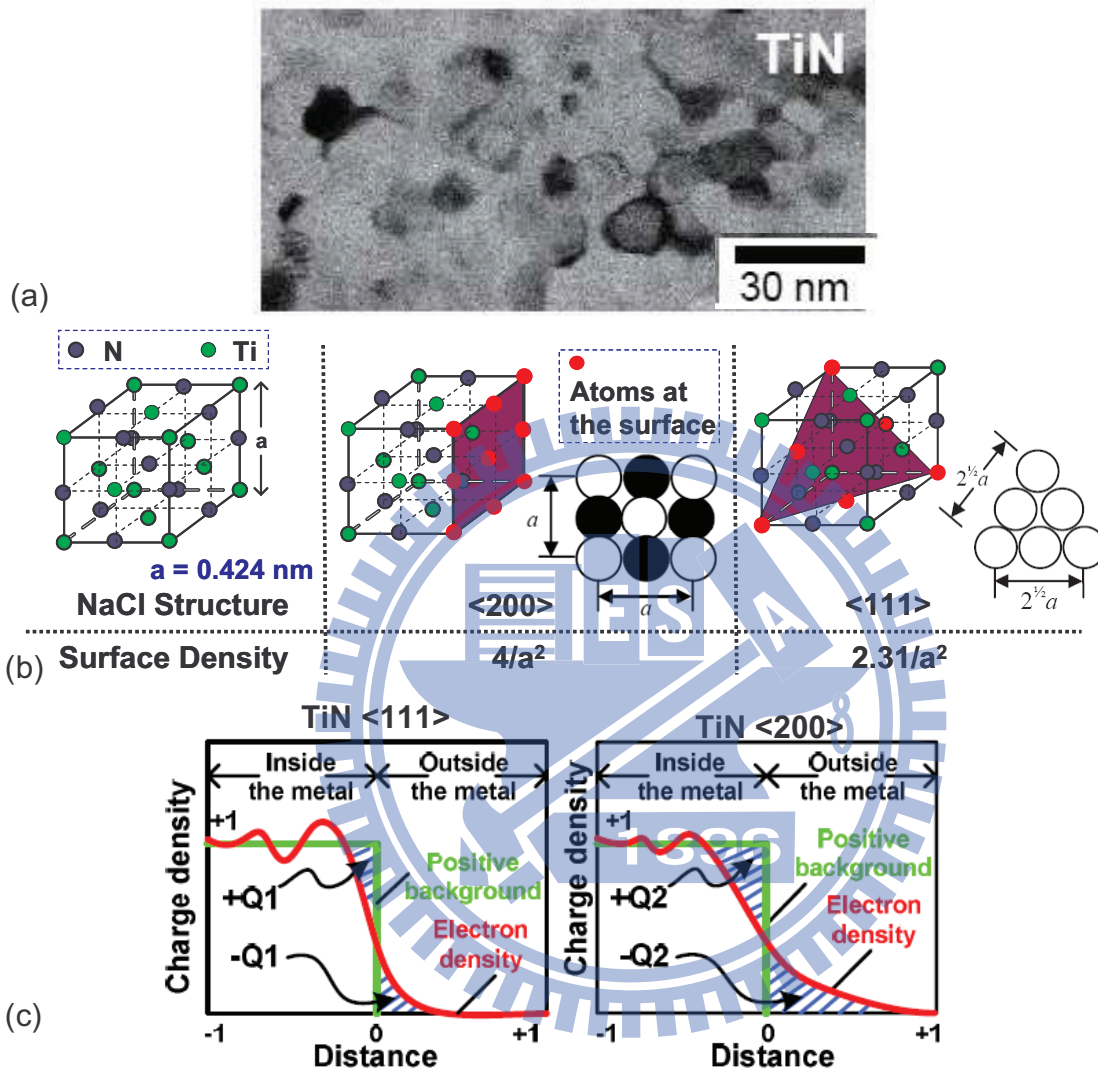 TiN
30 nm
(a)
N Ti
a
a = 0.424 nm
NaCl Structure
Atoms at
the surface
a
a
<200>
2½a
2½a
<111>
(b)
Surface Density
4/a²
2.31/a²
TiN <111>
Inside
the metal
Outside
the metal
+1
Positive
background
+Q1
Electron
density
-Q1
Charge density
-1 0 +1
Distance
TiN <200>
Inside
the metal
Outside
the metal
+1
Positive
background
+Q2
Electron
density
-Q2
Charge density
-1 0 +1
Distance
(c)
E S A
8
1896